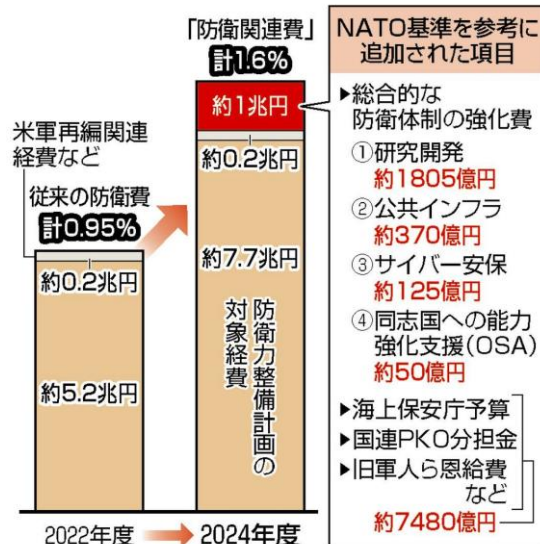 「防衛関連費」
計1.6%
約1兆円
約0.2兆円
約7.7兆円
防衛力整備計画の
対象経費
米軍再編関連
経費など
従来の防衛費
計0.95%
約0.2兆円
約5.2兆円
2022年度
2024年度
NATO基準を参考に
追加された項目
▶総合的な
防衛体制の強化費
①研究開発
約1805億円
②公共インフラ
約370億円
③サイバー安保
約125億円
④同志国への能力
強化支援(OSA)
約50億円
▶海上保安庁予算
▶国連PKO分担金
▶旧軍人ら恩給費
など
約7480億円